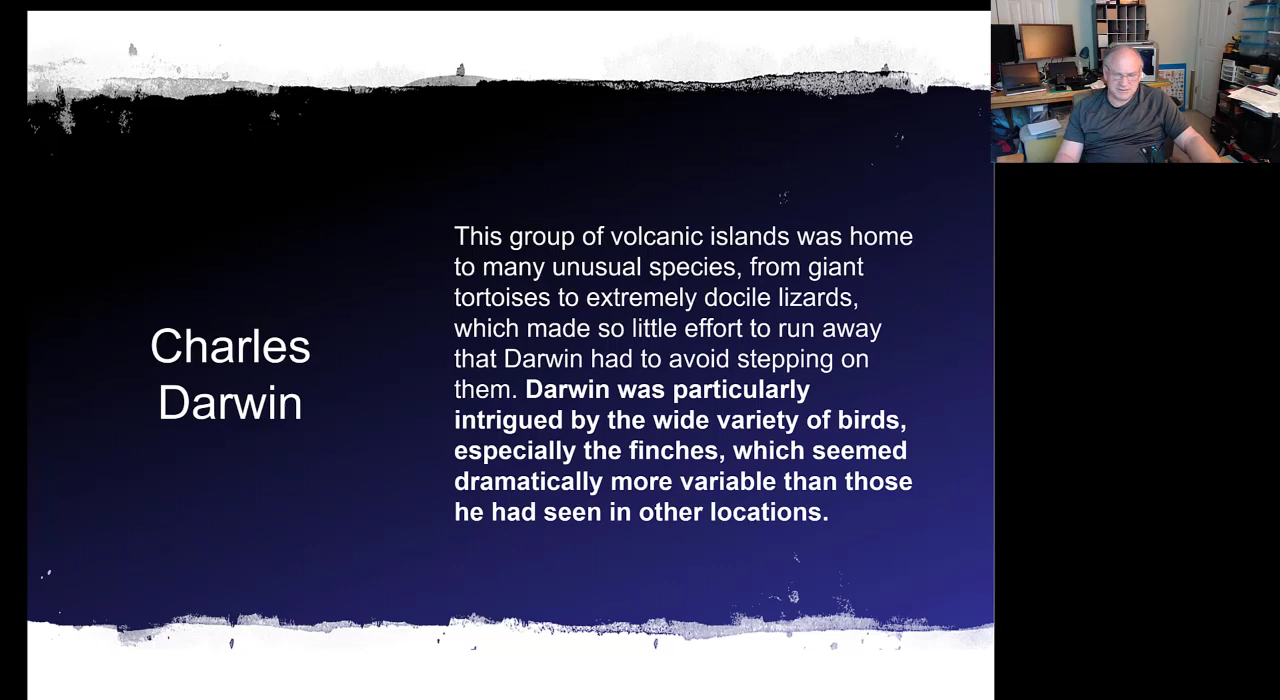 Charles
Darwin
This group of volcanic islands was home
to many unusual species, from giant
tortoises to extremely docile lizards,
which made so little effort to run away
that Darwin had to avoid stepping on
them. Darwin was particularly
intrigued by the wide variety of birds,
especially the finches, which seemed
dramatically more variable than those
he had seen in other locations.